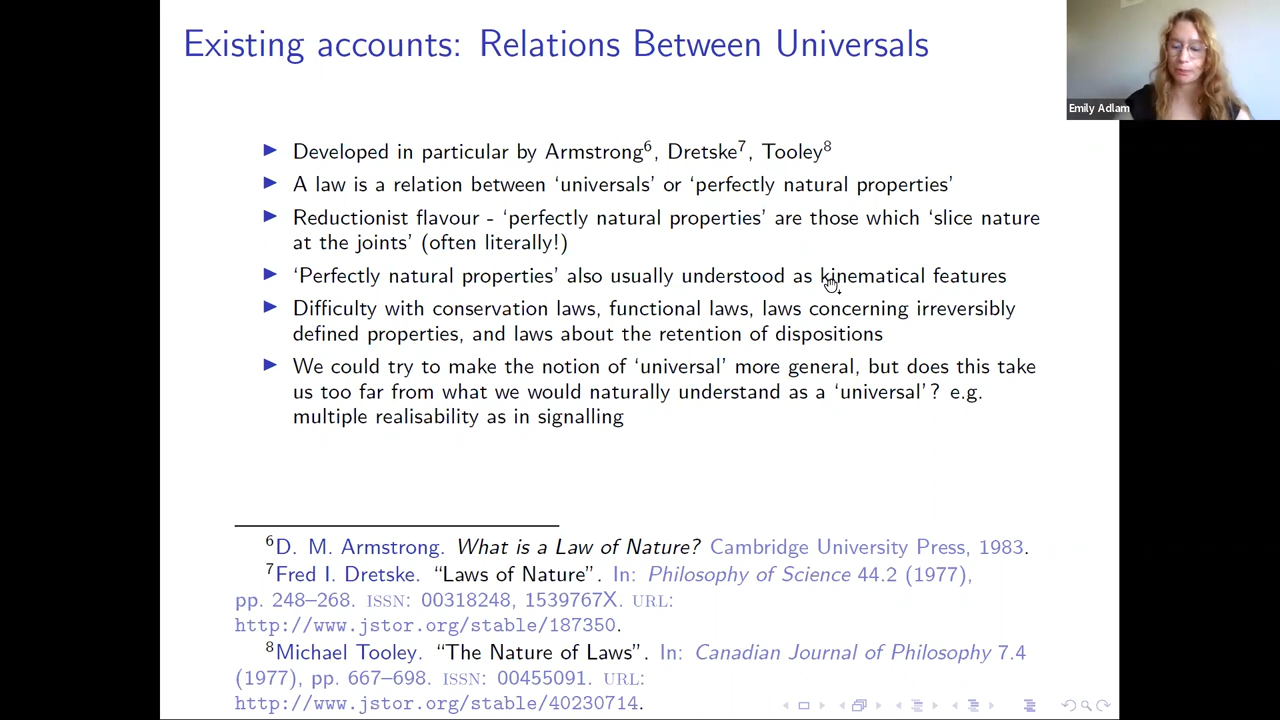 Existing accounts: Relations Between Universals
Emily Adlam
▶ Developed in particular by Armstrong⁶, Dretske⁷, Tooley⁸
▶ A law is a relation between ‘universals’ or ‘perfectly natural properties’
▶ Reductionist flavour - ‘perfectly natural properties’ are those which ‘slice nature
at the joints’ (often literally!)
▶ ‘Perfectly natural properties’ also usually understood as kinematical features
▶ Difficulty with conservation laws, functional laws, laws concerning irreversibly
defined properties, and laws about the retention of dispositions
▶ We could try to make the notion of ‘universal’ more general, but does this take
us too far from what we would naturally understand as a ‘universal’? e.g.
multiple realisability as in signalling
⁶D. M. Armstrong. What is a Law of Nature? Cambridge University Press, 1983.
⁷Fred I. Dretske. “Laws of Nature”. In: Philosophy of Science 44.2 (1977),
pp. 248–268. ISSN: 00318248, 1539767X. URL:
http://www.jstor.org/stable/187350.
⁸Michael Tooley. “The Nature of Laws”. In: Canadian Journal of Philosophy 7.4
(1977), pp. 667–698. ISSN: 00455091. URL:
http://www.jstor.org/stable/40230714.